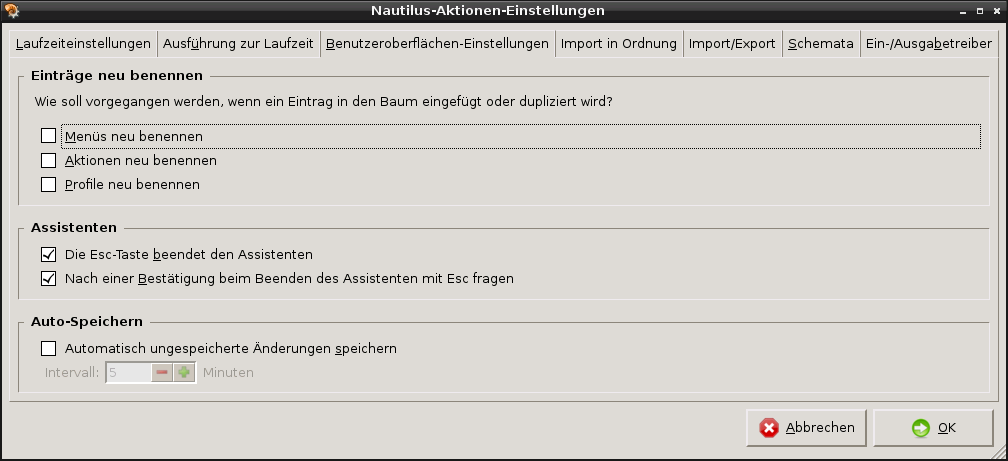 Nautilus-Aktionen-Einstellungen
Laufzeiteinstellungen Ausführung zur Laufzeit Benutzeroberflächen-Einstellungen Import in Ordnung Import/Export Schemata Ein-/Ausgabetreiber
Einträge neu benennen
Wie soll vorgegangen werden, wenn ein Eintrag in den Baum eingefügt oder dupliziert wird?
Menüs neu benennen
Aktionen neu benennen
Profile neu benennen
Assistenten
Die Esc-Taste beendet den Assistenten
Nach einer Bestätigung beim Beenden des Assistenten mit Esc fragen
Auto-Speichern
Automatisch ungespeicherte Änderungen speichern
Intervall: 5 Minuten
Abbrechen OK